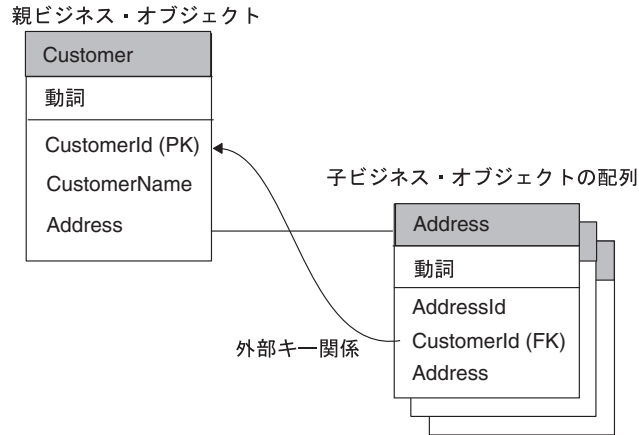 親ビジネス・オブジェクト
Customer
動詞
CustomerId (PK)
CustomerName
Address
子ビジネス・オブジェクトの配列
Address
動詞
AddressId
CustomerId (FK)
Address
外部キー関係